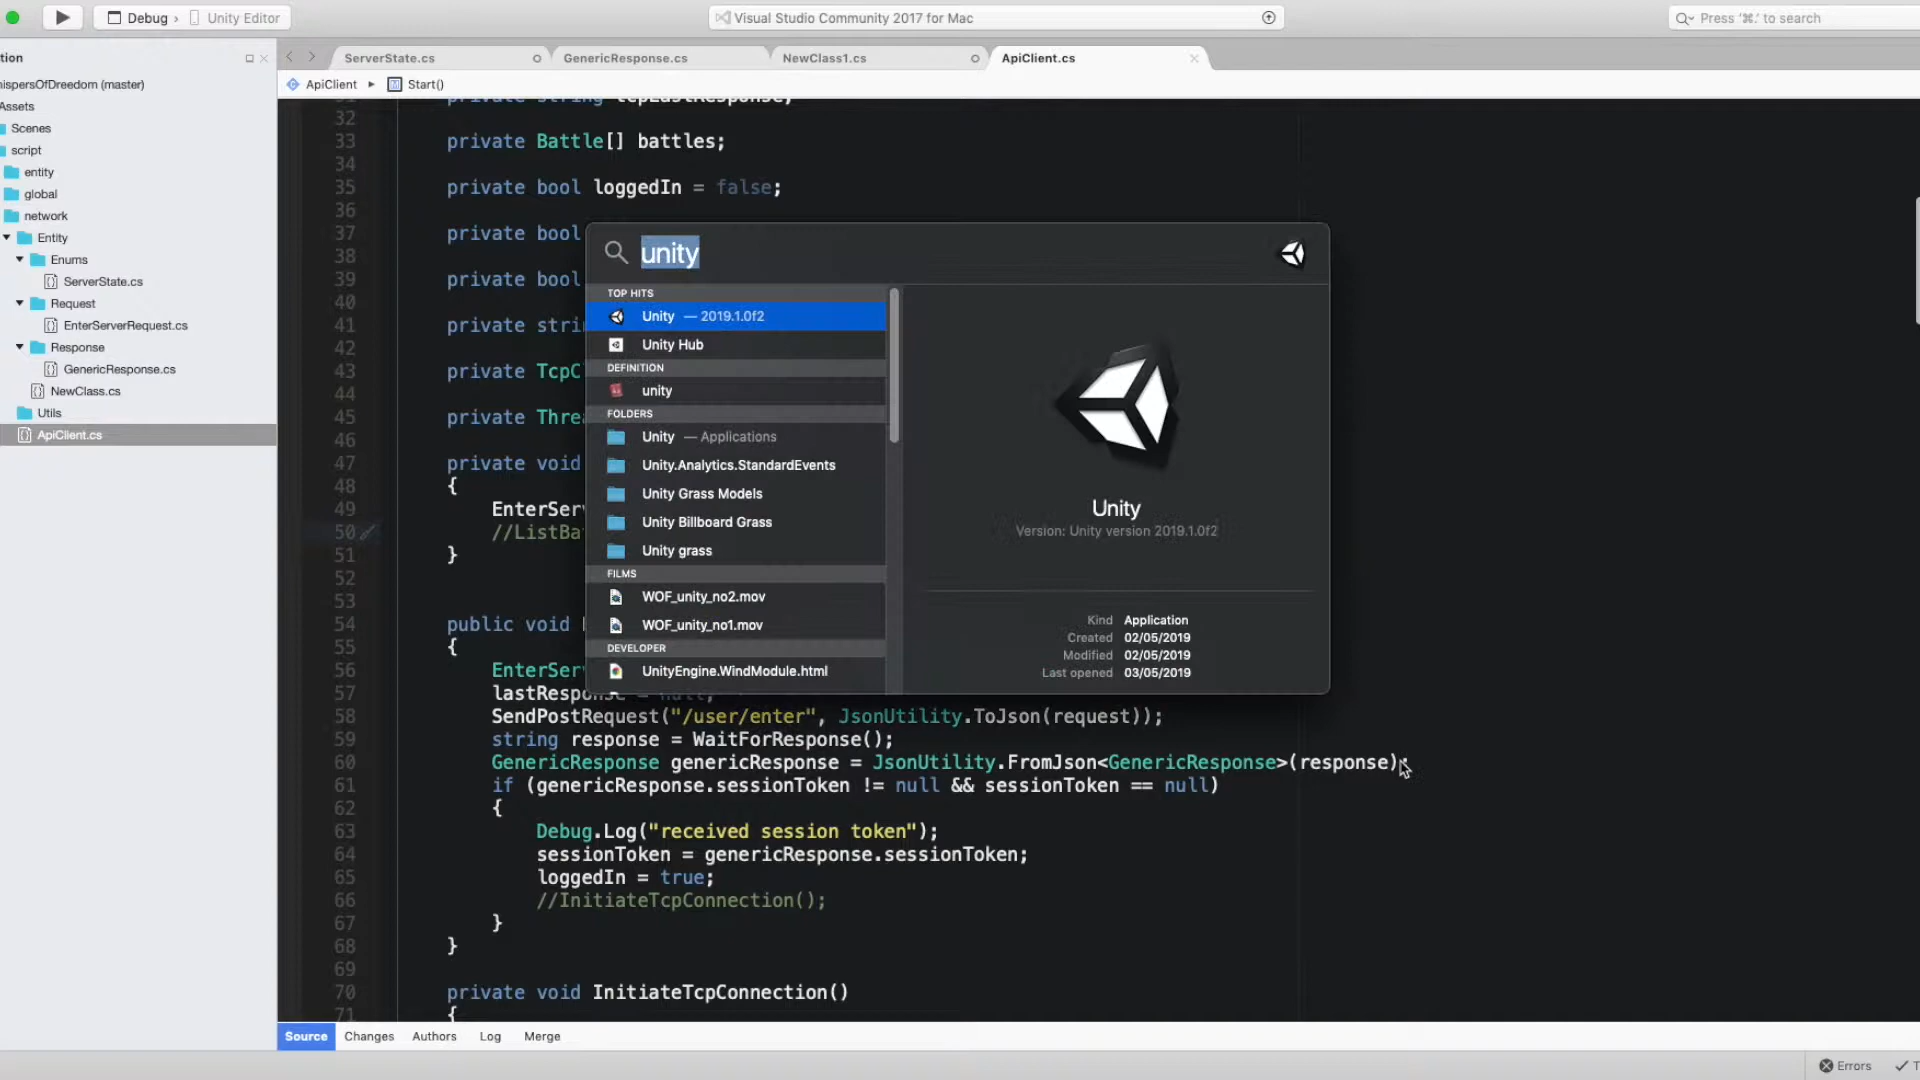 Debug › Unity Editor
Visual Studio Community 2017 for Mac
Press '⌘.' to search
tion
ServerState.cs
GenericResponse.cs
NewClass1.cs
ApiClient.cs
hispersOfDreedom (master)
ApiClient
Start()
Assets
Scenes
script
entity
global
network
Entity
Enums
ServerState.cs
Request
EnterServerRequest.cs
Response
GenericResponse.cs
NewClass.cs
Utils
ApiClient.cs
private string tcpLastResponse;
32
33 private Battle[] battles;
34
35 private bool loggedIn = false;
36
37 private bool
38
39 private bool
40
41 private stri
42
43 private TcpC
44
45 private Threa
46
47 private void
48 {
49 EnterServ
50 //ListBa
51 }
52
53
54 public void
55 {
56 EnterServ
57 lastResponse = null;
58 SendPostRequest("/user/enter", JsonUtility.ToJson(request));
59 string response = WaitForResponse();
60 GenericResponse genericResponse = JsonUtility.FromJson<GenericResponse>(response);
61 if (genericResponse.sessionToken != null && sessionToken == null)
62 {
63 Debug.Log("received session token");
64 sessionToken = genericResponse.sessionToken;
65 loggedIn = true;
66 //InitiateTcpConnection();
67 }
68 }
69
70 private void InitiateTcpConnection()
71 {
unity
TOP HITS
Unity — 2019.1.0f2
Unity Hub
DEFINITION
unity
FOLDERS
Unity — Applications
Unity.Analytics.StandardEvents
Unity Grass Models
Unity Billboard Grass
Unity grass
FILMS
WOF_unity_no2.mov
WOF_unity_no1.mov
DEVELOPER
UnityEngine.WindModule.html
Unity
Version: Unity version 2019.1.0f2
Kind Application
Created 02/05/2019
Modified 02/05/2019
Last opened 03/05/2019
Source Changes Authors Log Merge
Errors
T